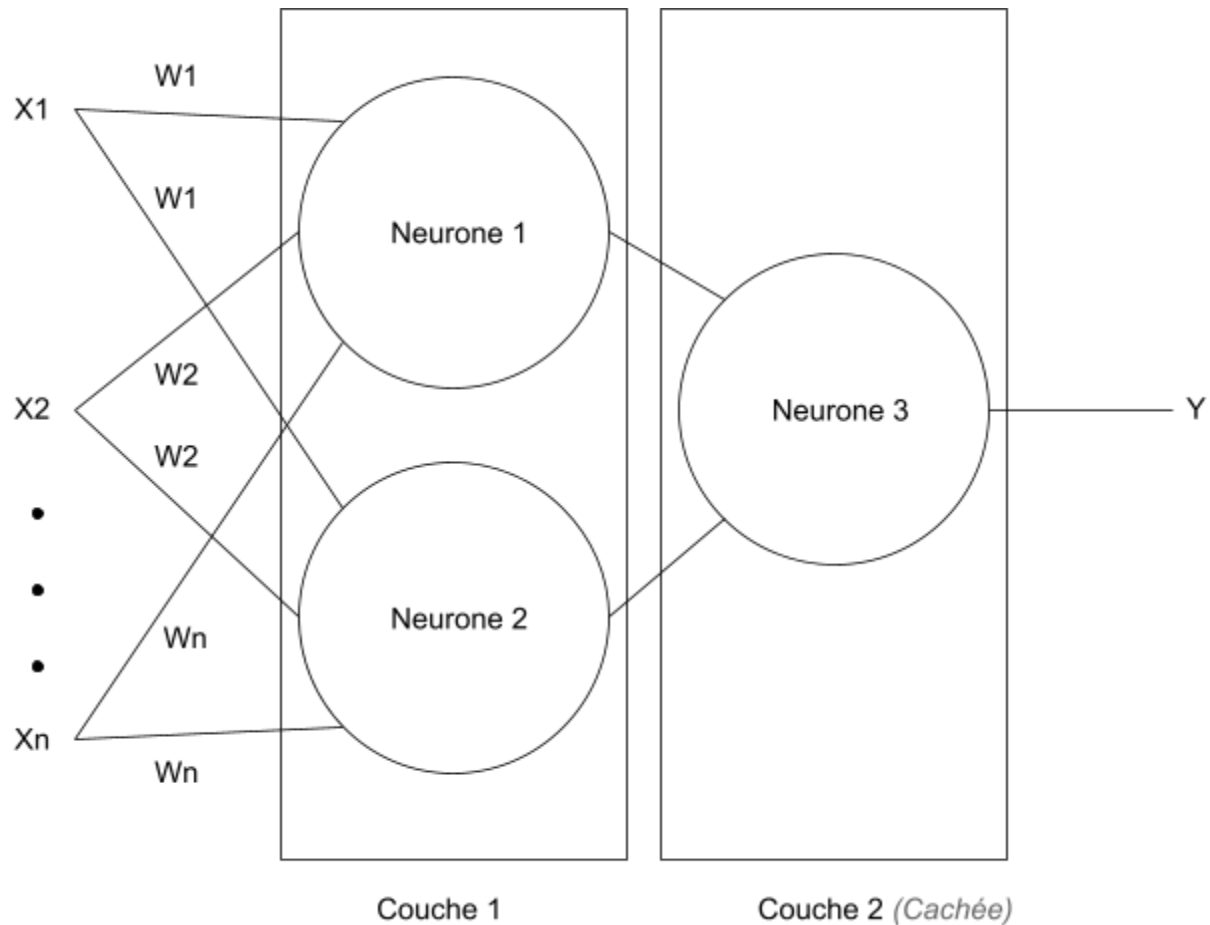 W1
X1
W1
Neurone 1
W2
X2
Neurone 3
Y
W2
Neurone 2
Wn
Xn
Wn
Couche 1
Couche 2 (Cachée)